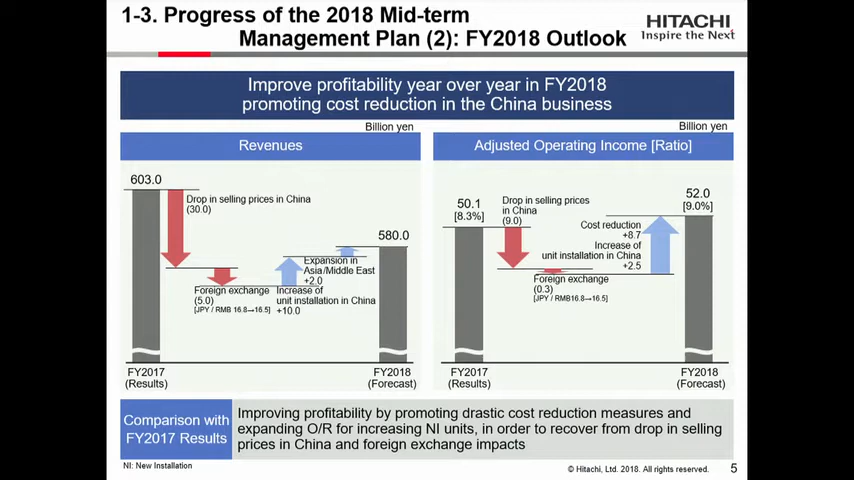 1-3. Progress of the 2018 Mid-term
Management Plan (2): FY2018 Outlook
HITACHI
Inspire the Next
Improve profitability year over year in FY2018
promoting cost reduction in the China business
Billion yen
Revenues
603.0
Drop in selling prices in China
(30.0)
580.0
Expansion in
Asia/Middle East
+2.0
Foreign exchange
(5.0)
[JPY / RMB 16.8→16.5]
Increase of
unit installation in China
+10.0
FY2017
(Results)
FY2018
(Forecast)
Billion yen
Adjusted Operating Income [Ratio]
50.1
[8.3%]
Drop in selling prices
in China
(9.0)
52.0
[9.0%]
Cost reduction
+8.7
Increase of
unit installation in China
+2.5
Foreign exchange
(0.3)
[JPY / RMB16.8→16.5]
FY2017
(Results)
FY2018
(Forecast)
Comparison with
FY2017 Results
Improving profitability by promoting drastic cost reduction measures and
expanding O/R for increasing NI units, in order to recover from drop in selling
prices in China and foreign exchange impacts
NI: New Installation
© Hitachi, Ltd. 2018. All rights reserved.
5